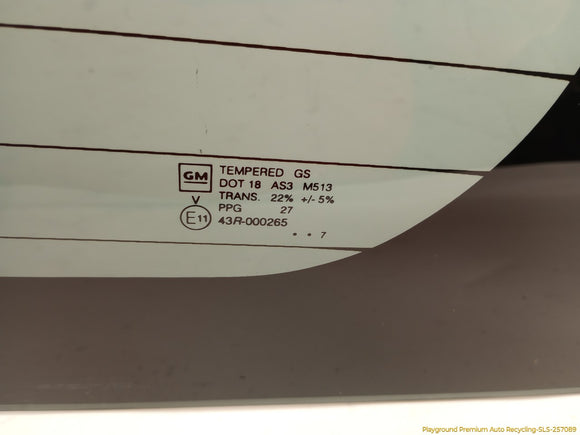 GM TEMPERED GS
DOT 18 AS3 M513
TRANS. 22% +/- 5%
V PPG 27
E11 43R-000265
• • 7
Playground Premium Auto Recycling-SLS-257089